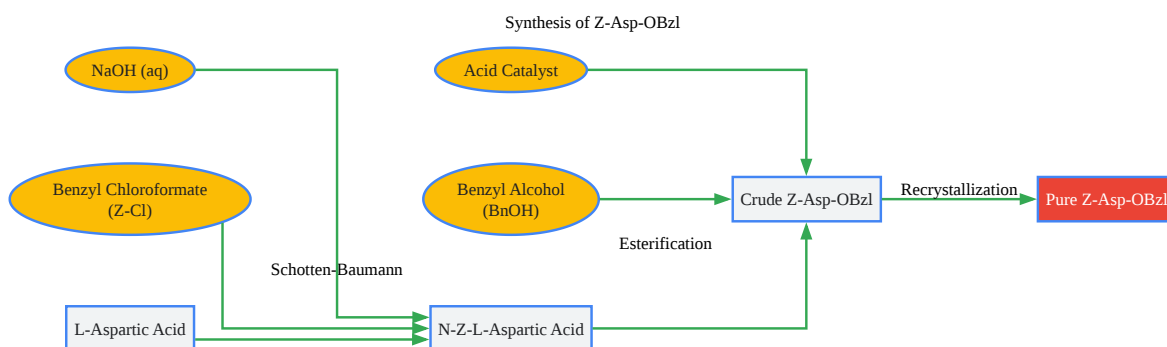 Synthesis of Z-Asp-OBzl
NaOH (aq)
Acid Catalyst
Benzyl Chloroformate
(Z-Cl)
Benzyl Alcohol
(BnOH)
Crude Z-Asp-OBzl
Recrystallization
Pure Z-Asp-OBzl
Esterification
Schotten-Baumann
L-Aspartic Acid
N-Z-L-Aspartic Acid